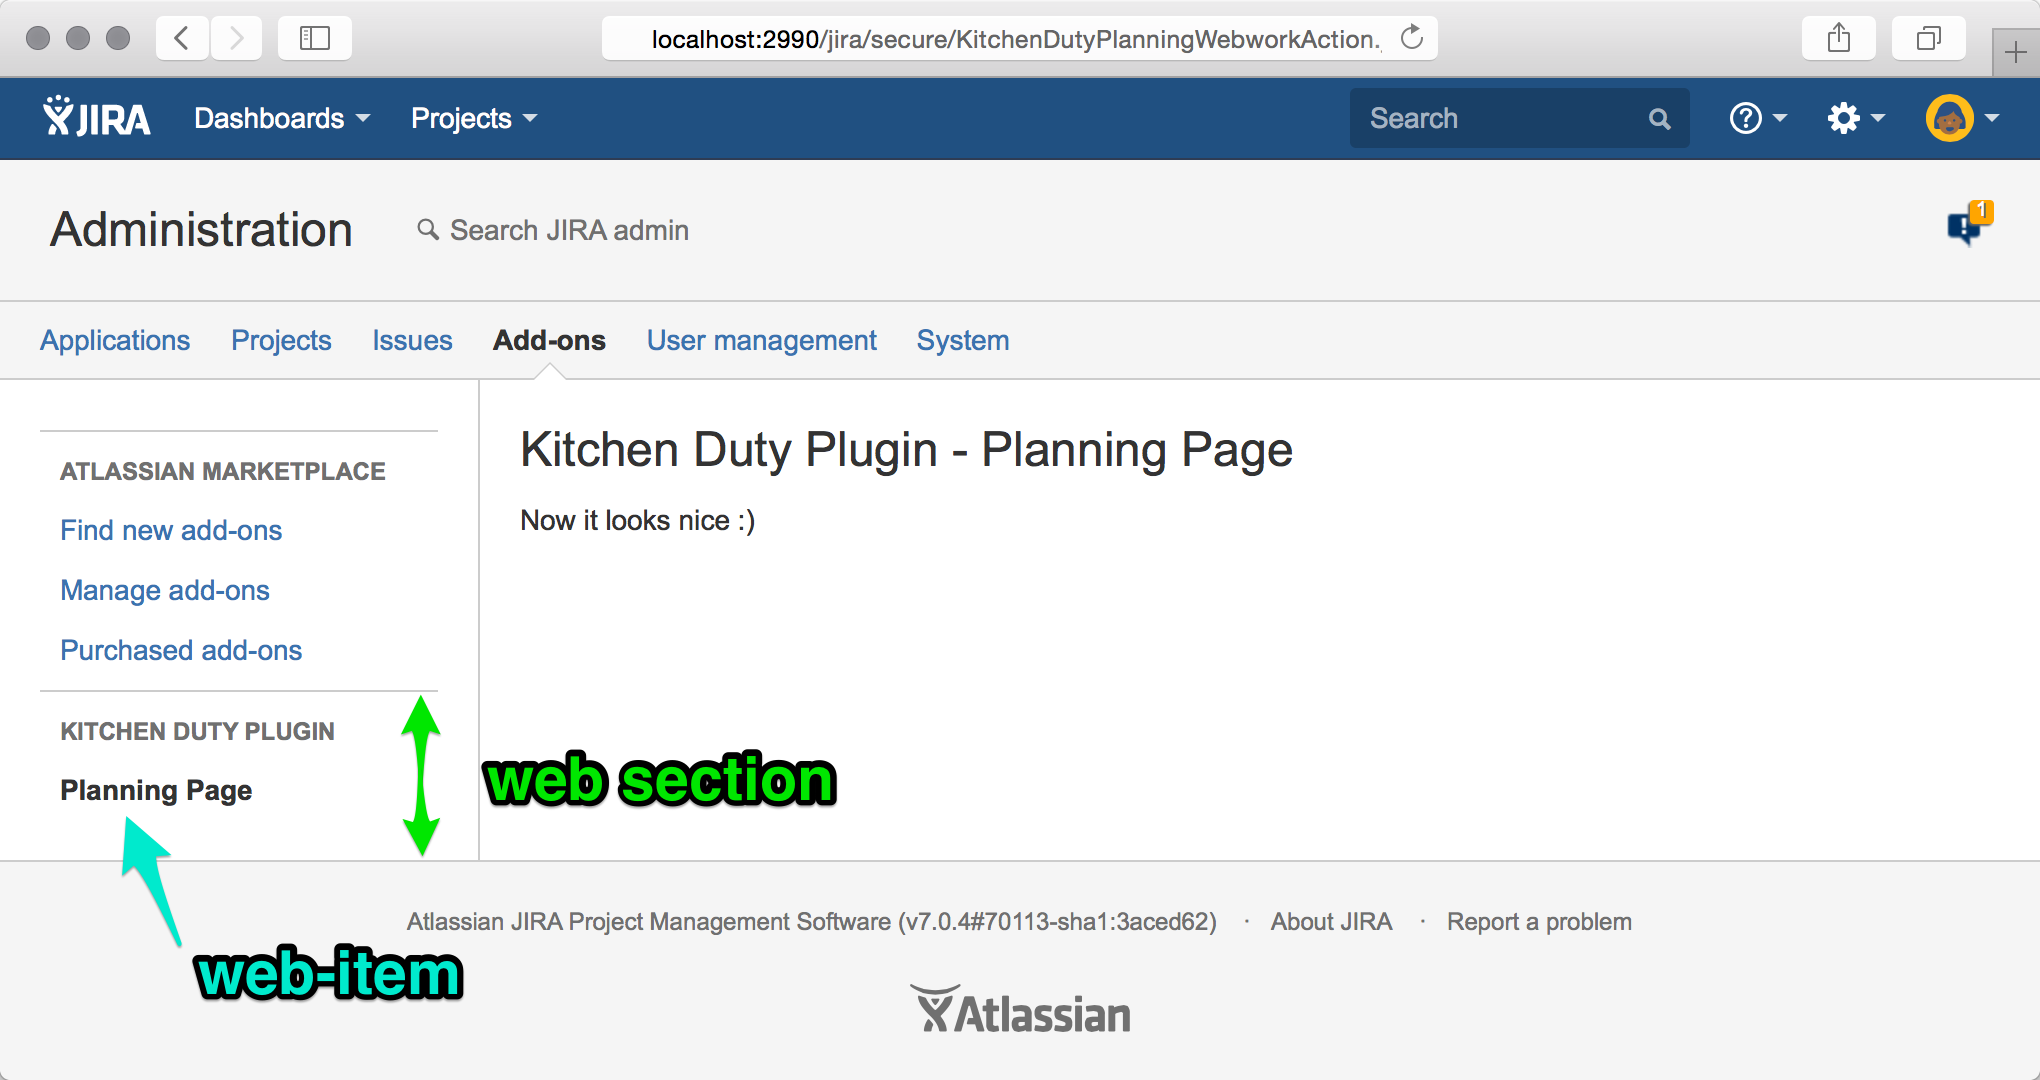 localhost:2990/jira/secure/KitchenDutyPlanningWebworkAction.
JIRA Dashboards Projects Search
Administration Search JIRA admin 1
Applications Projects Issues Add-ons User management System
ATLASSIAN MARKETPLACE
Find new add-ons
Manage add-ons
Purchased add-ons
KITCHEN DUTY PLUGIN
Planning Page
Kitchen Duty Plugin - Planning Page
Now it looks nice :)
web section
web-item
Atlassian JIRA Project Management Software (v7.0.4#70113-sha1:3aced62) · About JIRA · Report a problem
Atlassian